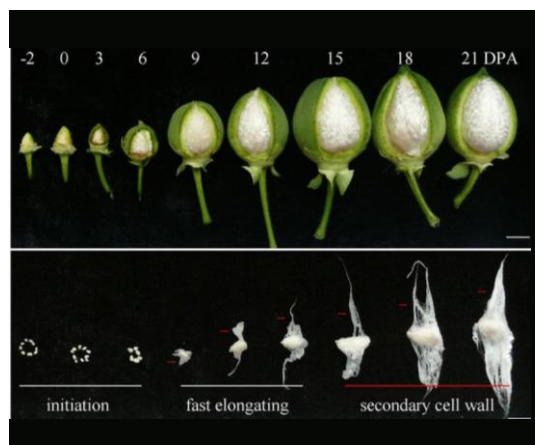 -2 0 3 6 9 12 15 18 21 DPA
initiation fast elongating secondary cell wall